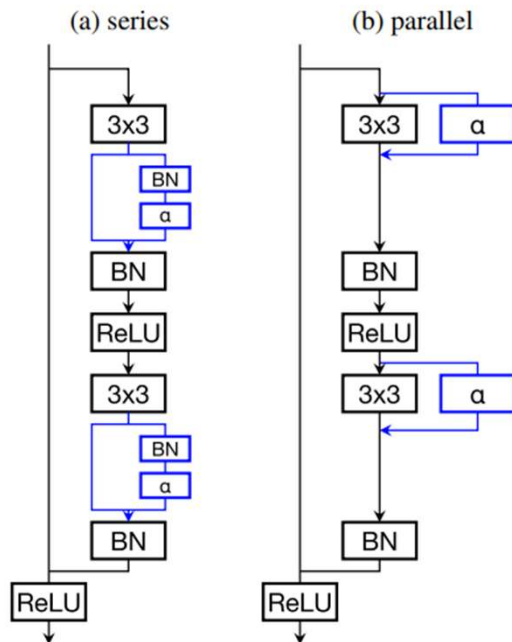 (a) series
3x3
BN
α
BN
ReLU
3x3
BN
α
BN
ReLU
(b) parallel
3x3
α
BN
ReLU
3x3
α
BN
ReLU